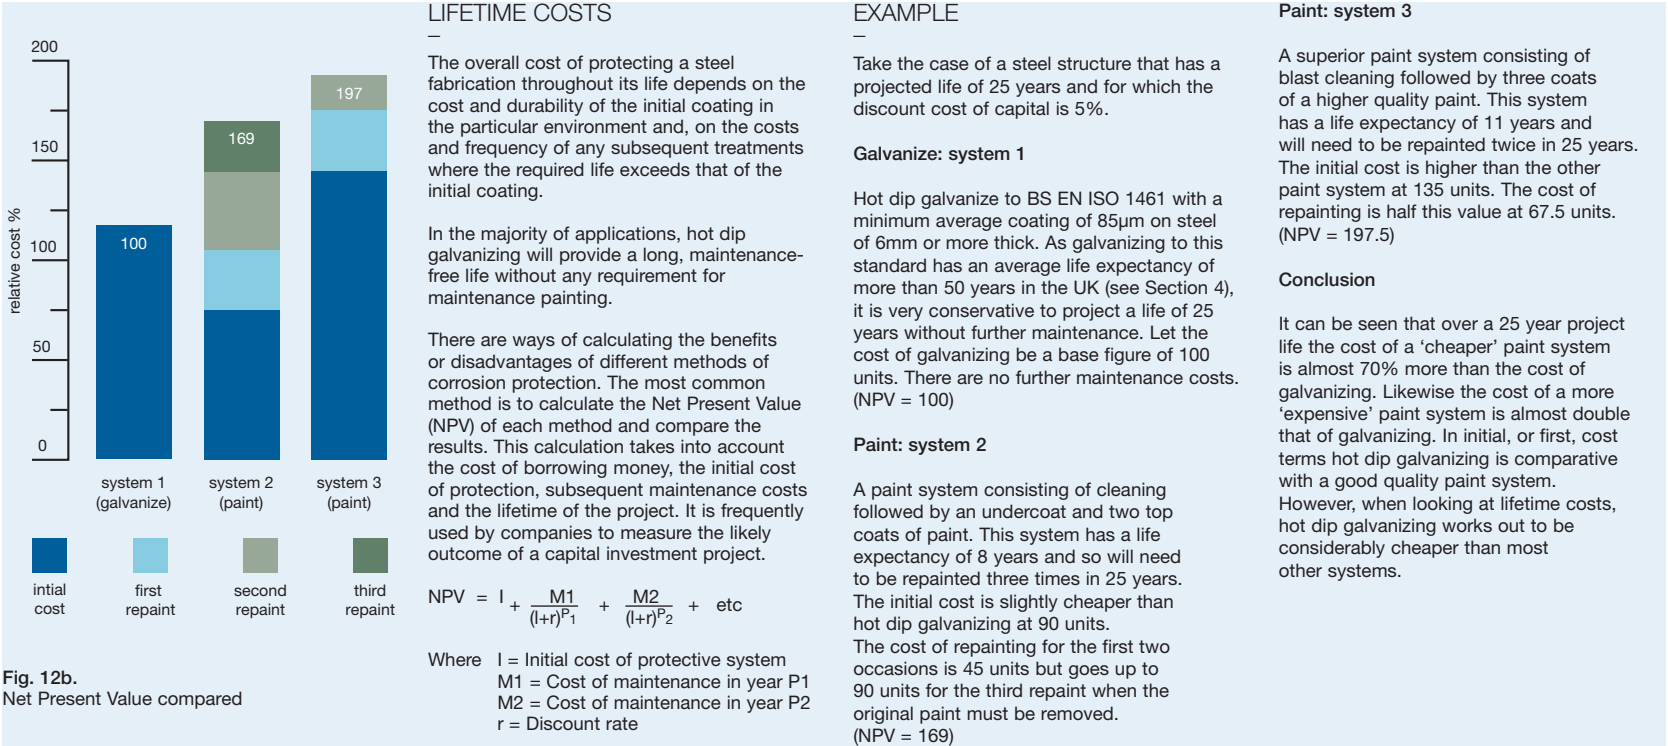 200
150
100
50
0
relative cost %
100
169
197
system 1
(galvanize)
system 2
(paint)
system 3
(paint)
intial
cost
first
repaint
second
repaint
third
repaint
Fig. 12b.
Net Present Value compared
LIFETIME COSTS
–
The overall cost of protecting a steel
fabrication throughout its life depends on the
cost and durability of the initial coating in
the particular environment and, on the costs
and frequency of any subsequent treatments
where the required life exceeds that of the
initial coating.
In the majority of applications, hot dip
galvanizing will provide a long, maintenance-
free life without any requirement for
maintenance painting.
There are ways of calculating the benefits
or disadvantages of different methods of
corrosion protection. The most common
method is to calculate the Net Present Value
(NPV) of each method and compare the
results. This calculation takes into account
the cost of borrowing money, the initial cost
of protection, subsequent maintenance costs
and the lifetime of the project. It is frequently
used by companies to measure the likely
outcome of a capital investment project.
NPV = I + M1/(I+r)^P1 + M2/(I+r)^P2 + etc
Where I = Initial cost of protective system
M1 = Cost of maintenance in year P1
M2 = Cost of maintenance in year P2
r = Discount rate
EXAMPLE
–
Take the case of a steel structure that has a
projected life of 25 years and for which the
discount cost of capital is 5%.
Galvanize: system 1
Hot dip galvanize to BS EN ISO 1461 with a
minimum average coating of 85µm on steel
of 6mm or more thick. As galvanizing to this
standard has an average life expectancy of
more than 50 years in the UK (see Section 4),
it is very conservative to project a life of 25
years without further maintenance. Let the
cost of galvanizing be a base figure of 100
units. There are no further maintenance costs.
(NPV = 100)
Paint: system 2
A paint system consisting of cleaning
followed by an undercoat and two top
coats of paint. This system has a life
expectancy of 8 years and so will need
to be repainted three times in 25 years.
The initial cost is slightly cheaper than
hot dip galvanizing at 90 units.
The cost of repainting for the first two
occasions is 45 units but goes up to
90 units for the third repaint when the
original paint must be removed.
(NPV = 169)
Paint: system 3
A superior paint system consisting of
blast cleaning followed by three coats
of a higher quality paint. This system
has a life expectancy of 11 years and
will need to be repainted twice in 25 years.
The initial cost is higher than the other
paint system at 135 units. The cost of
repainting is half this value at 67.5 units.
(NPV = 197.5)
Conclusion
It can be seen that over a 25 year project
life the cost of a ‘cheaper’ paint system
is almost 70% more than the cost of
galvanizing. Likewise the cost of a more
‘expensive’ paint system is almost double
that of galvanizing. In initial, or first, cost
terms hot dip galvanizing is comparative
with a good quality paint system.
However, when looking at lifetime costs,
hot dip galvanizing works out to be
considerably cheaper than most
other systems.